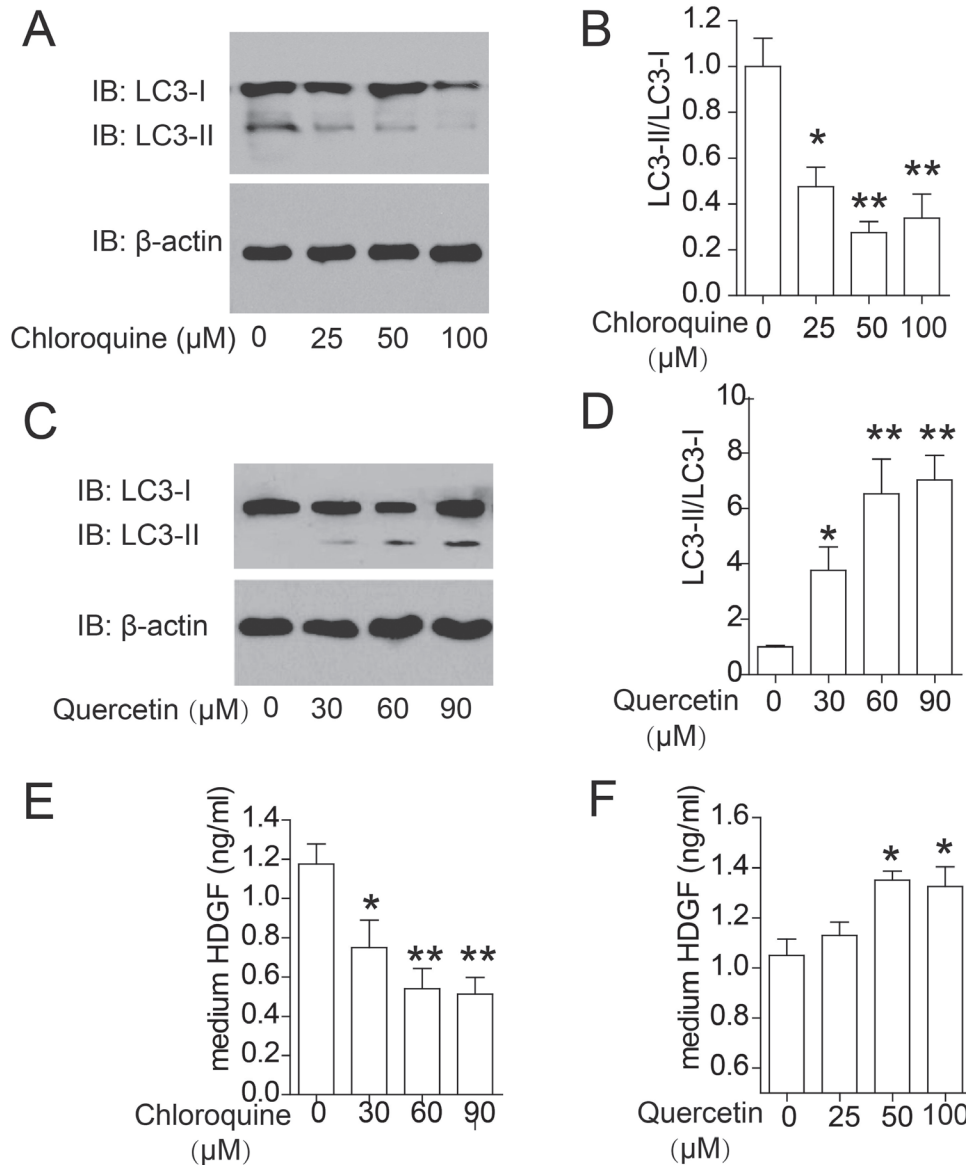 A
IB: LC3-I
IB: LC3-II
IB: β-actin
Chloroquine (μM) 0 25 50 100
B
LC3-II/LC3-I
1.2
1.0
0.8
0.6
0.4
0.2
0.0
*
**
**
Chloroquine 0 25 50 100
(μM)
C
IB: LC3-I
IB: LC3-II
IB: β-actin
Quercetin (μM) 0 30 60 90
D
LC3-II/LC3-I
10
8
6
4
2
0
*
**
**
Quercetin 0 30 60 90
(μM)
E
medium HDGF (ng/ml)
1.4
1.2
1.0
0.8
0.6
0.4
0.2
0.0
*
**
**
Chloroquine 0 30 60 90
(μM)
F
medium HDGF (ng/ml)
1.6
1.4
1.2
1.0
0.8
0.6
*
*
Quercetin 0 25 50 100
(μM)